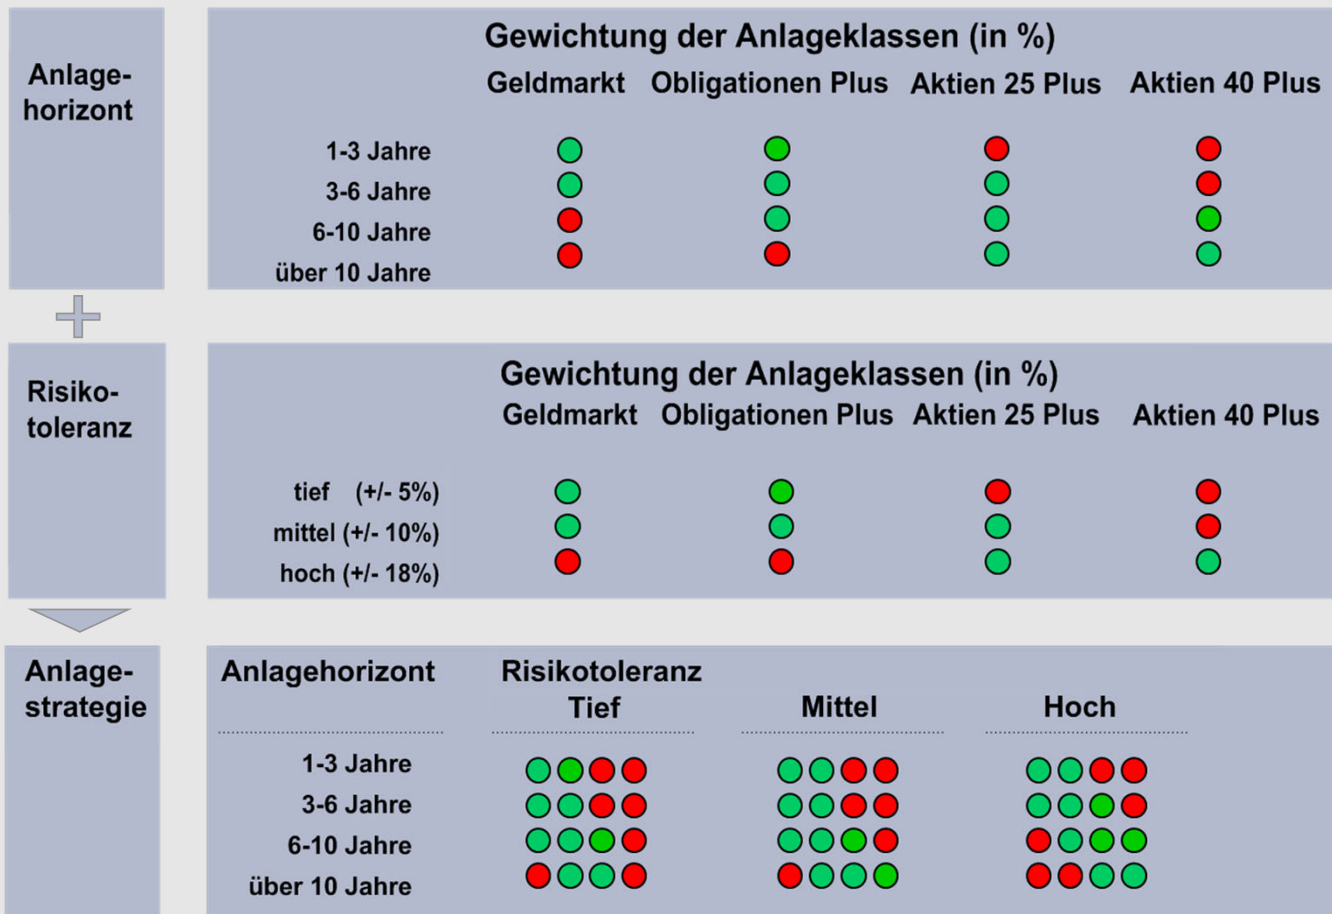 Anlage-
horizont
Gewichtung der Anlageklassen (in %)
Geldmarkt Obligationen Plus Aktien 25 Plus Aktien 40 Plus
1-3 Jahre
3-6 Jahre
6-10 Jahre
über 10 Jahre
Risiko-
toleranz
Gewichtung der Anlageklassen (in %)
Geldmarkt Obligationen Plus Aktien 25 Plus Aktien 40 Plus
tief (+/- 5%)
mittel (+/- 10%)
hoch (+/- 18%)
Anlage-
strategie
Anlagehorizont Risikotoleranz
Tief Mittel Hoch
1-3 Jahre
3-6 Jahre
6-10 Jahre
über 10 Jahre